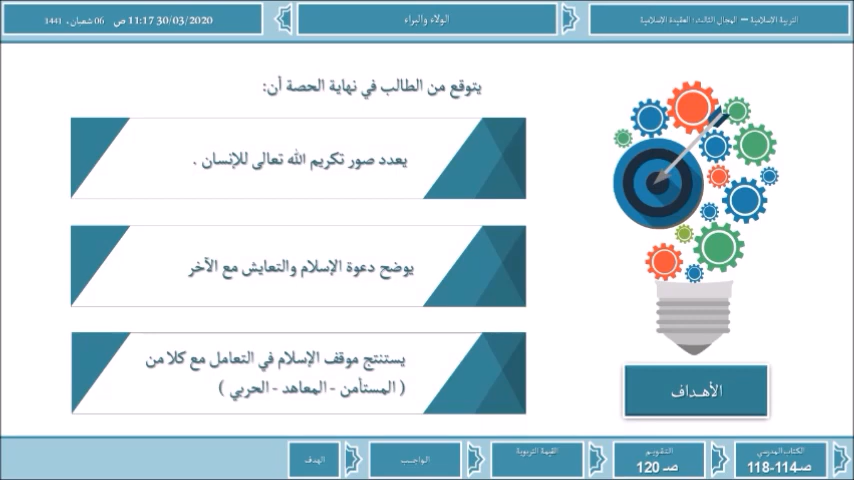 التربية الإسلامية – المجال الثالث: العقيدة الإسلامية
الولاء والبراء
30/03/2020 11:17 ص
06 شعبان، 1441
يتوقع من الطالب في نهاية الحصة أن:
يعدد صور تكريم الله تعالى للإنسان .
يوضح دعوة الإسلام والتعايش مع الآخر
يستنتج موقف الإسلام في التعامل مع كلا من
( المستأمن - المعاهد - الحربي )
الأهداف
الكتاب المدرسي
صـ114-118
التقويم
صـ 120
القيمة التربوية
الواجب
الهدف